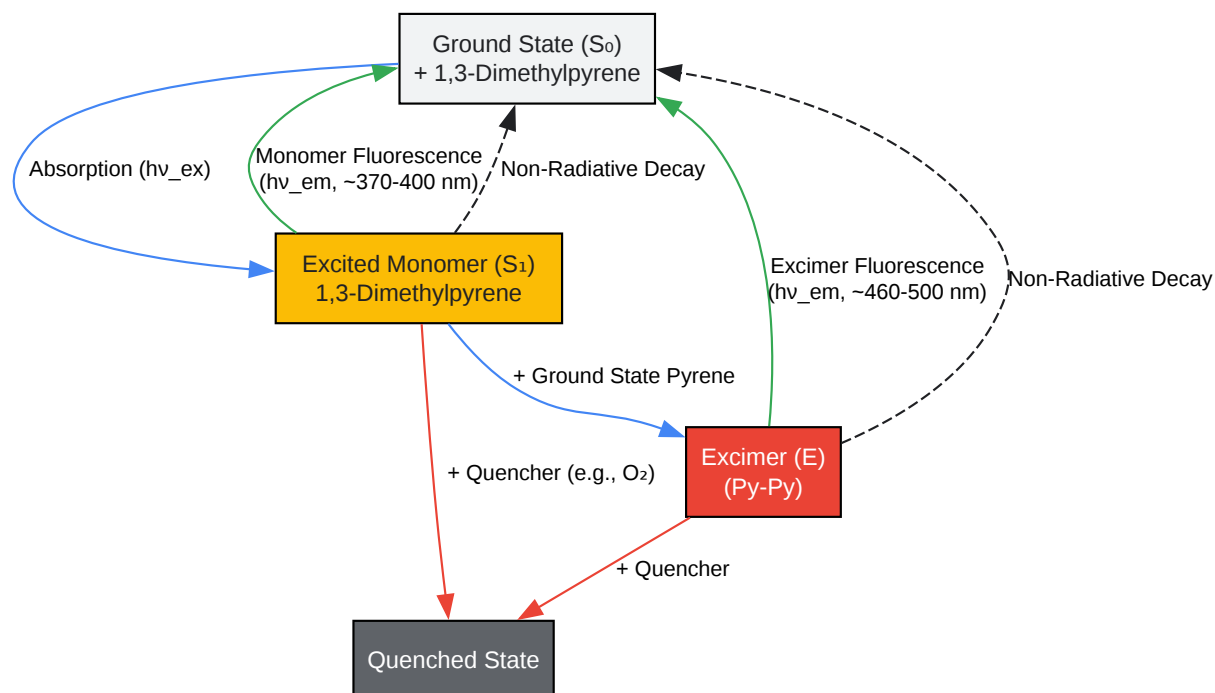 Ground State (S₀)
+ 1,3-Dimethylpyrene
Absorption (hν_ex)
Monomer Fluorescence
(hν_em, ~370-400 nm)
Non-Radiative Decay
Excited Monomer (S₁)
1,3-Dimethylpyrene
Excimer Fluorescence
(hν_em, ~460-500 nm)
Non-Radiative Decay
+ Ground State Pyrene
Excimer (E)
(Py-Py)
+ Quencher (e.g., O₂)
+ Quencher
Quenched State